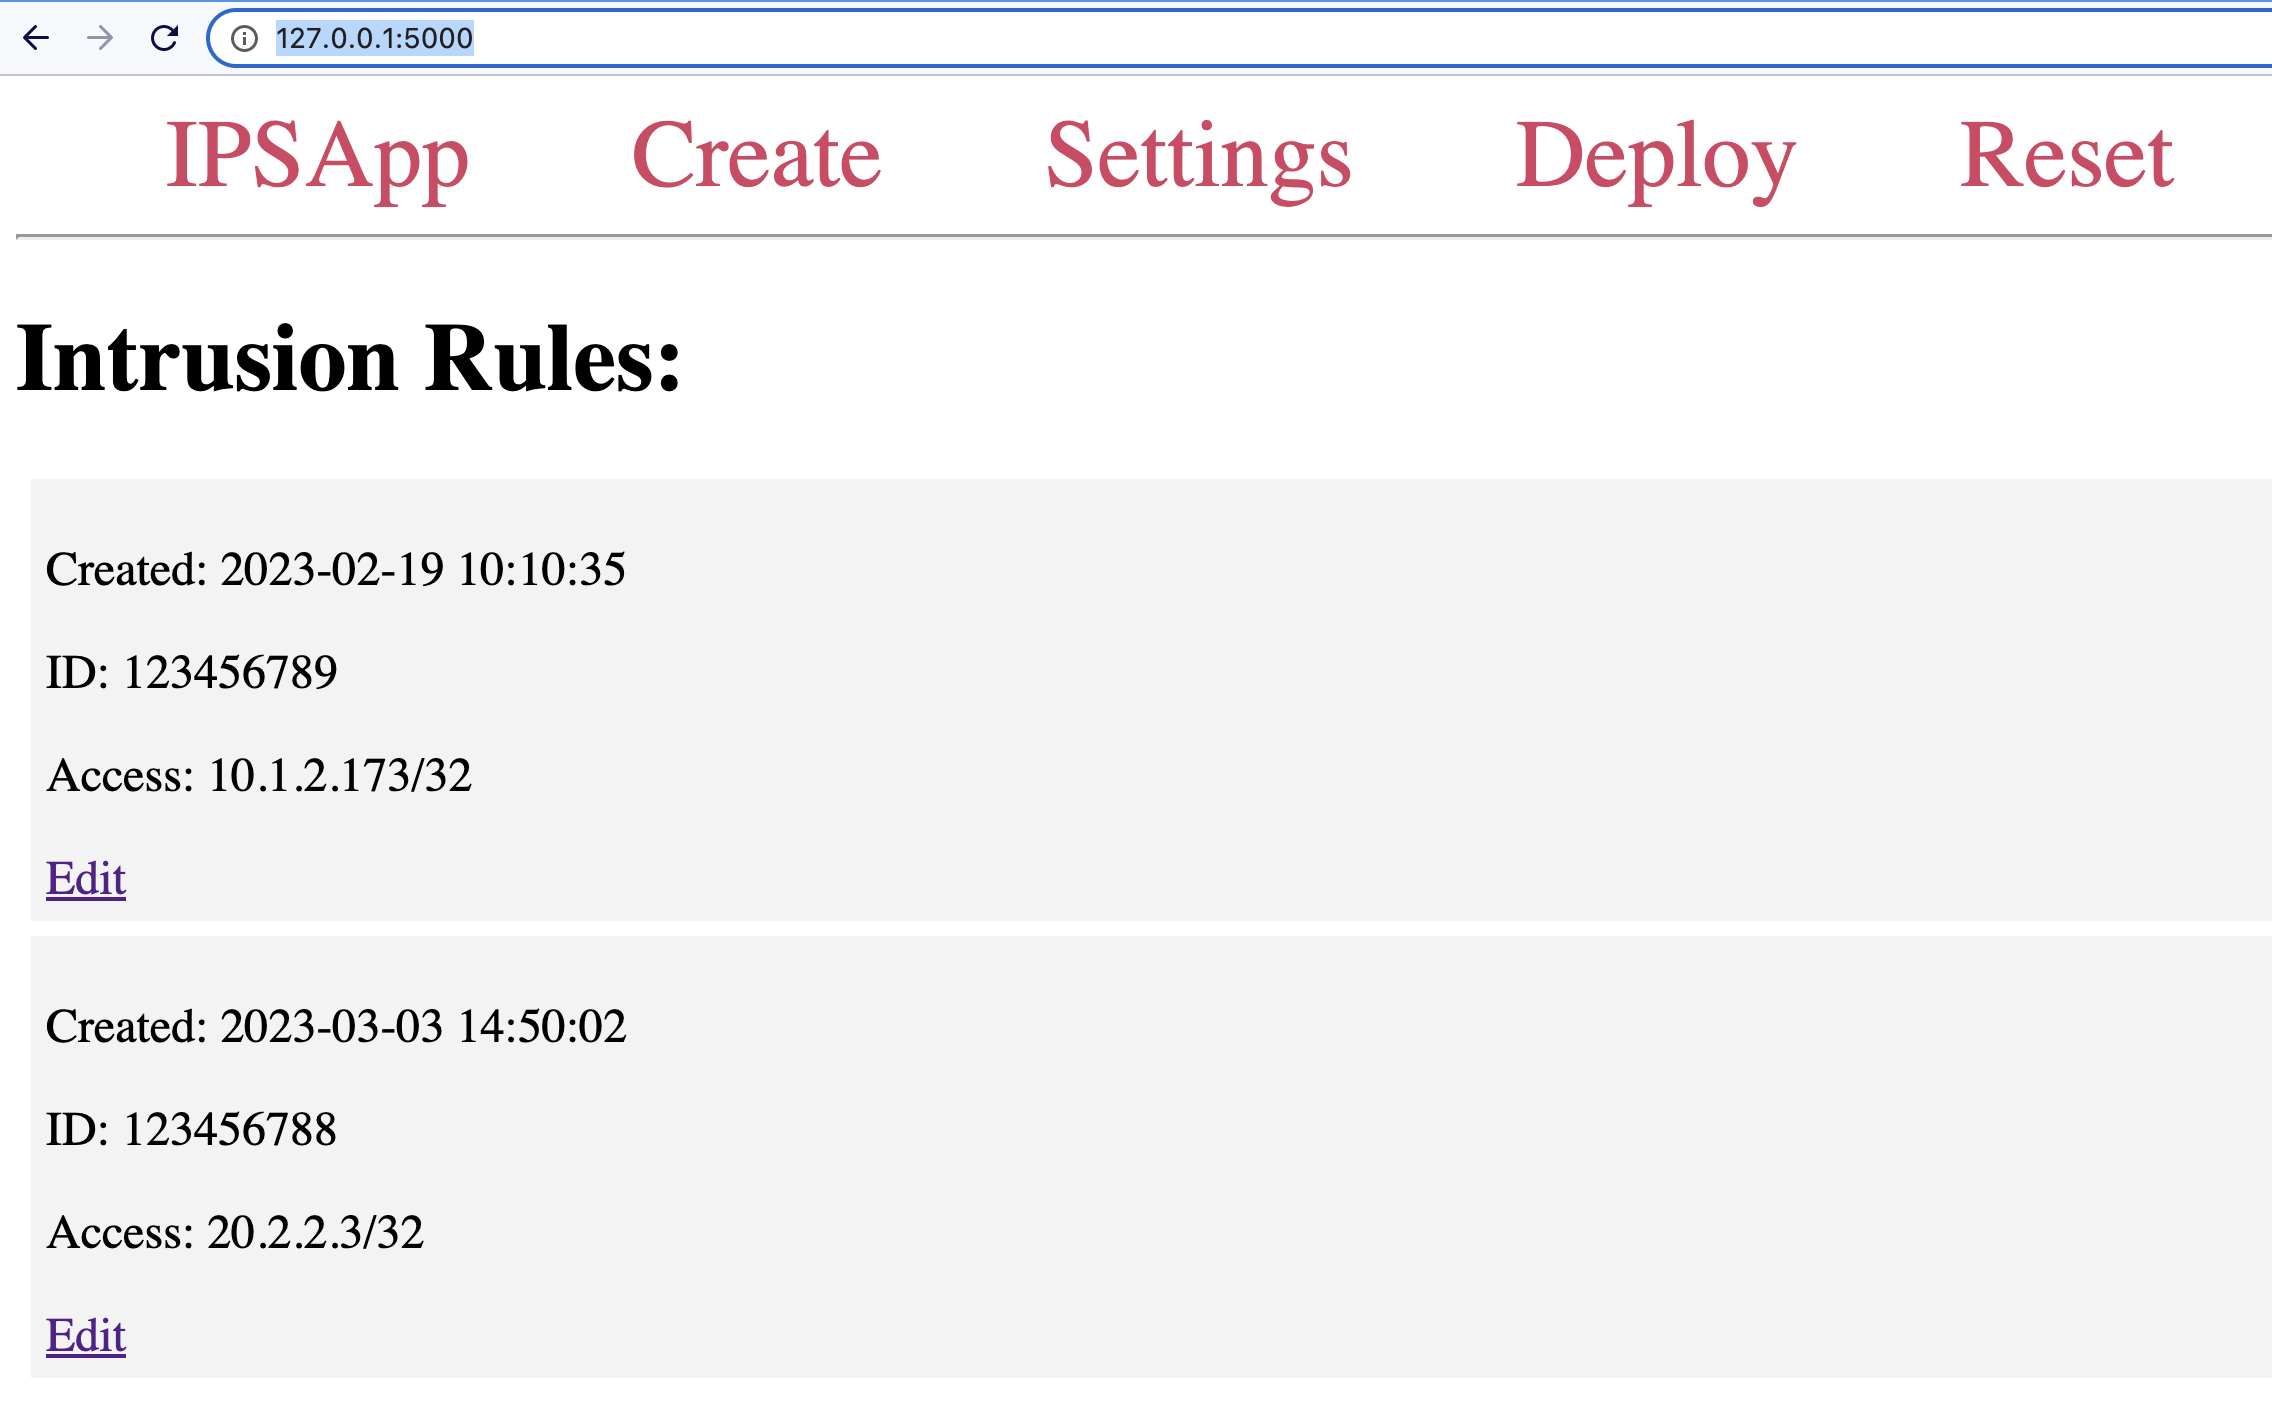 127.0.0.1:5000
IPSApp Create Settings Deploy Reset
Intrusion Rules:
Created: 2023-02-19 10:10:35
ID: 123456789
Access: 10.1.2.173/32
Edit
Created: 2023-03-03 14:50:02
ID: 123456788
Access: 20.2.2.3/32
Edit